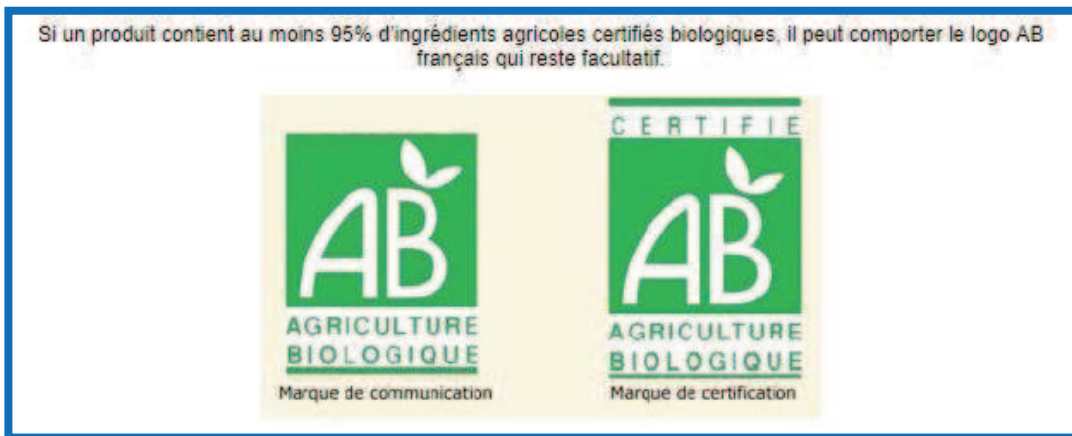 Si un produit contient au moins 95% d'ingrédients agricoles certifiés biologiques, il peut comporter le logo AB
français qui reste facultatif.
CERTIFIE
AB
AB
AGRICULTURE
BIOLOGIQUE
AGRICULTURE
BIOLOGIQUE
Marque de communication
Marque de certification